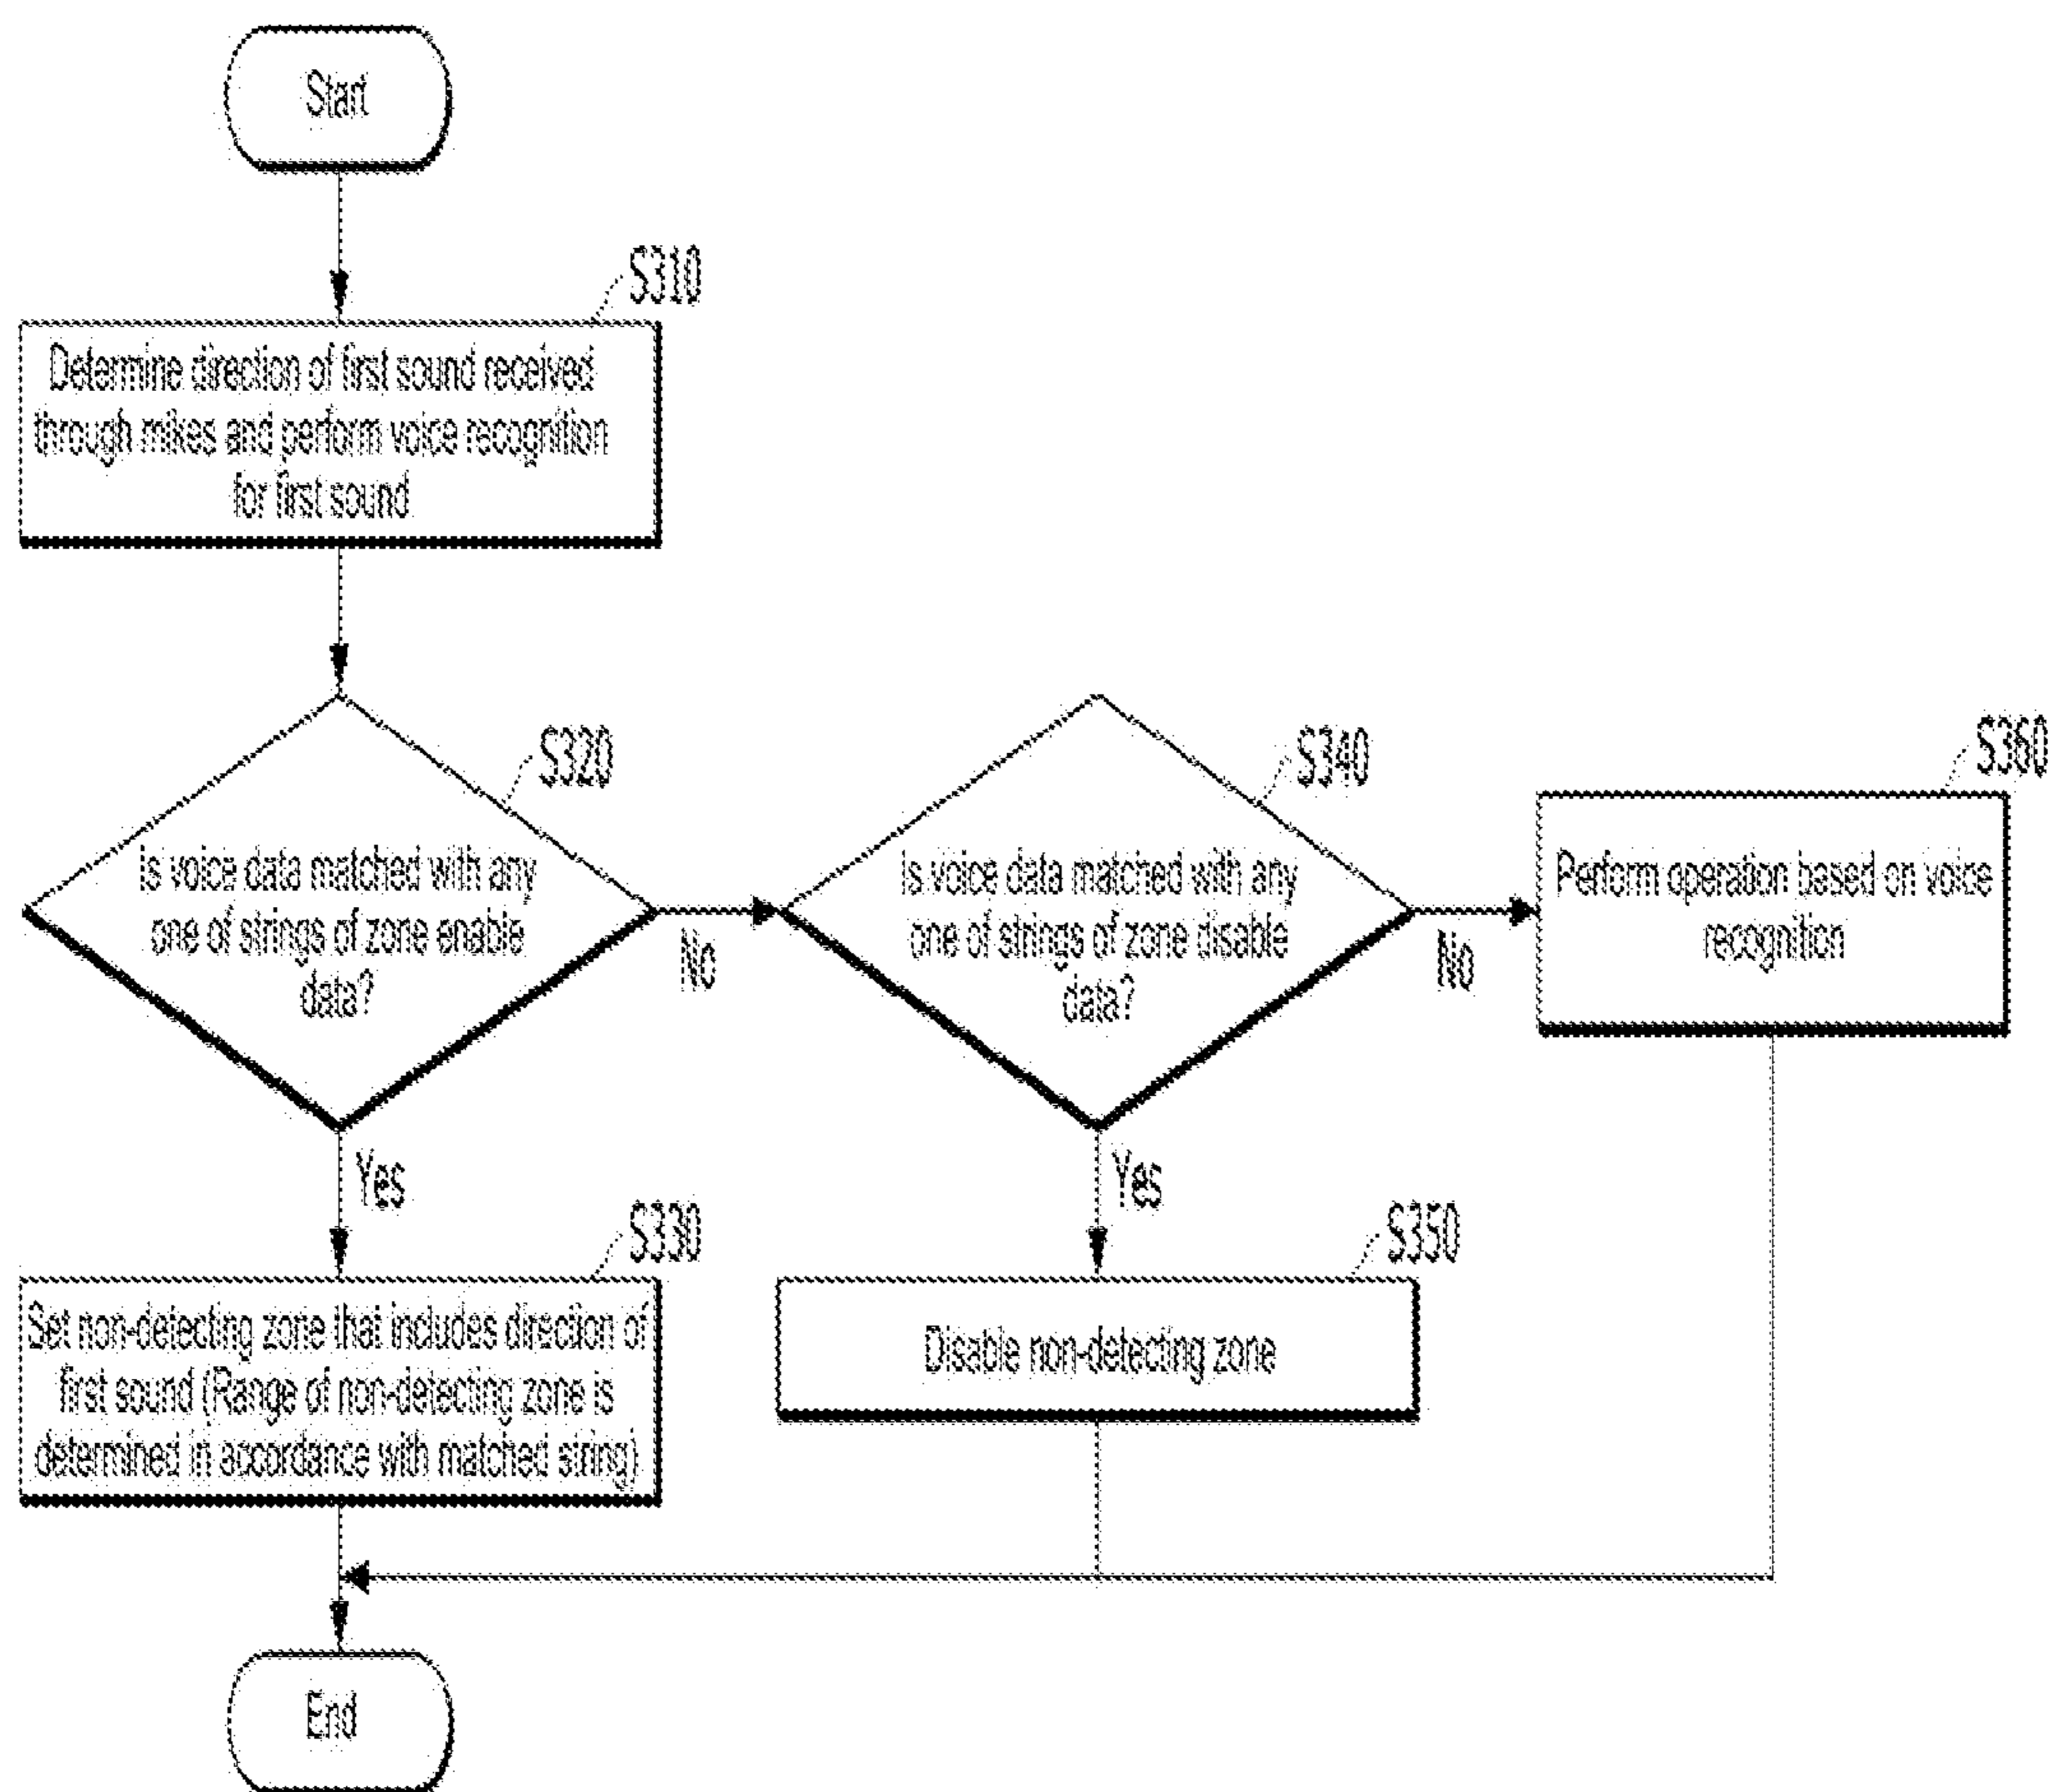 Start
S310
Determine direction of first sound received
through mikes and perform voice recognition
for first sound
S320
Is voice data matched with any
one of strings of zone enable
data?
No
Yes
S340
Is voice data matched with any
one of strings of zone disable
data?
No
Yes
S360
Perform operation based on voice
recognition
S330
Set non-detecting zone that includes direction of
first sound (Range of non-detecting zone is
determined in accordance with matched string)
S350
Disable non-detecting zone
End